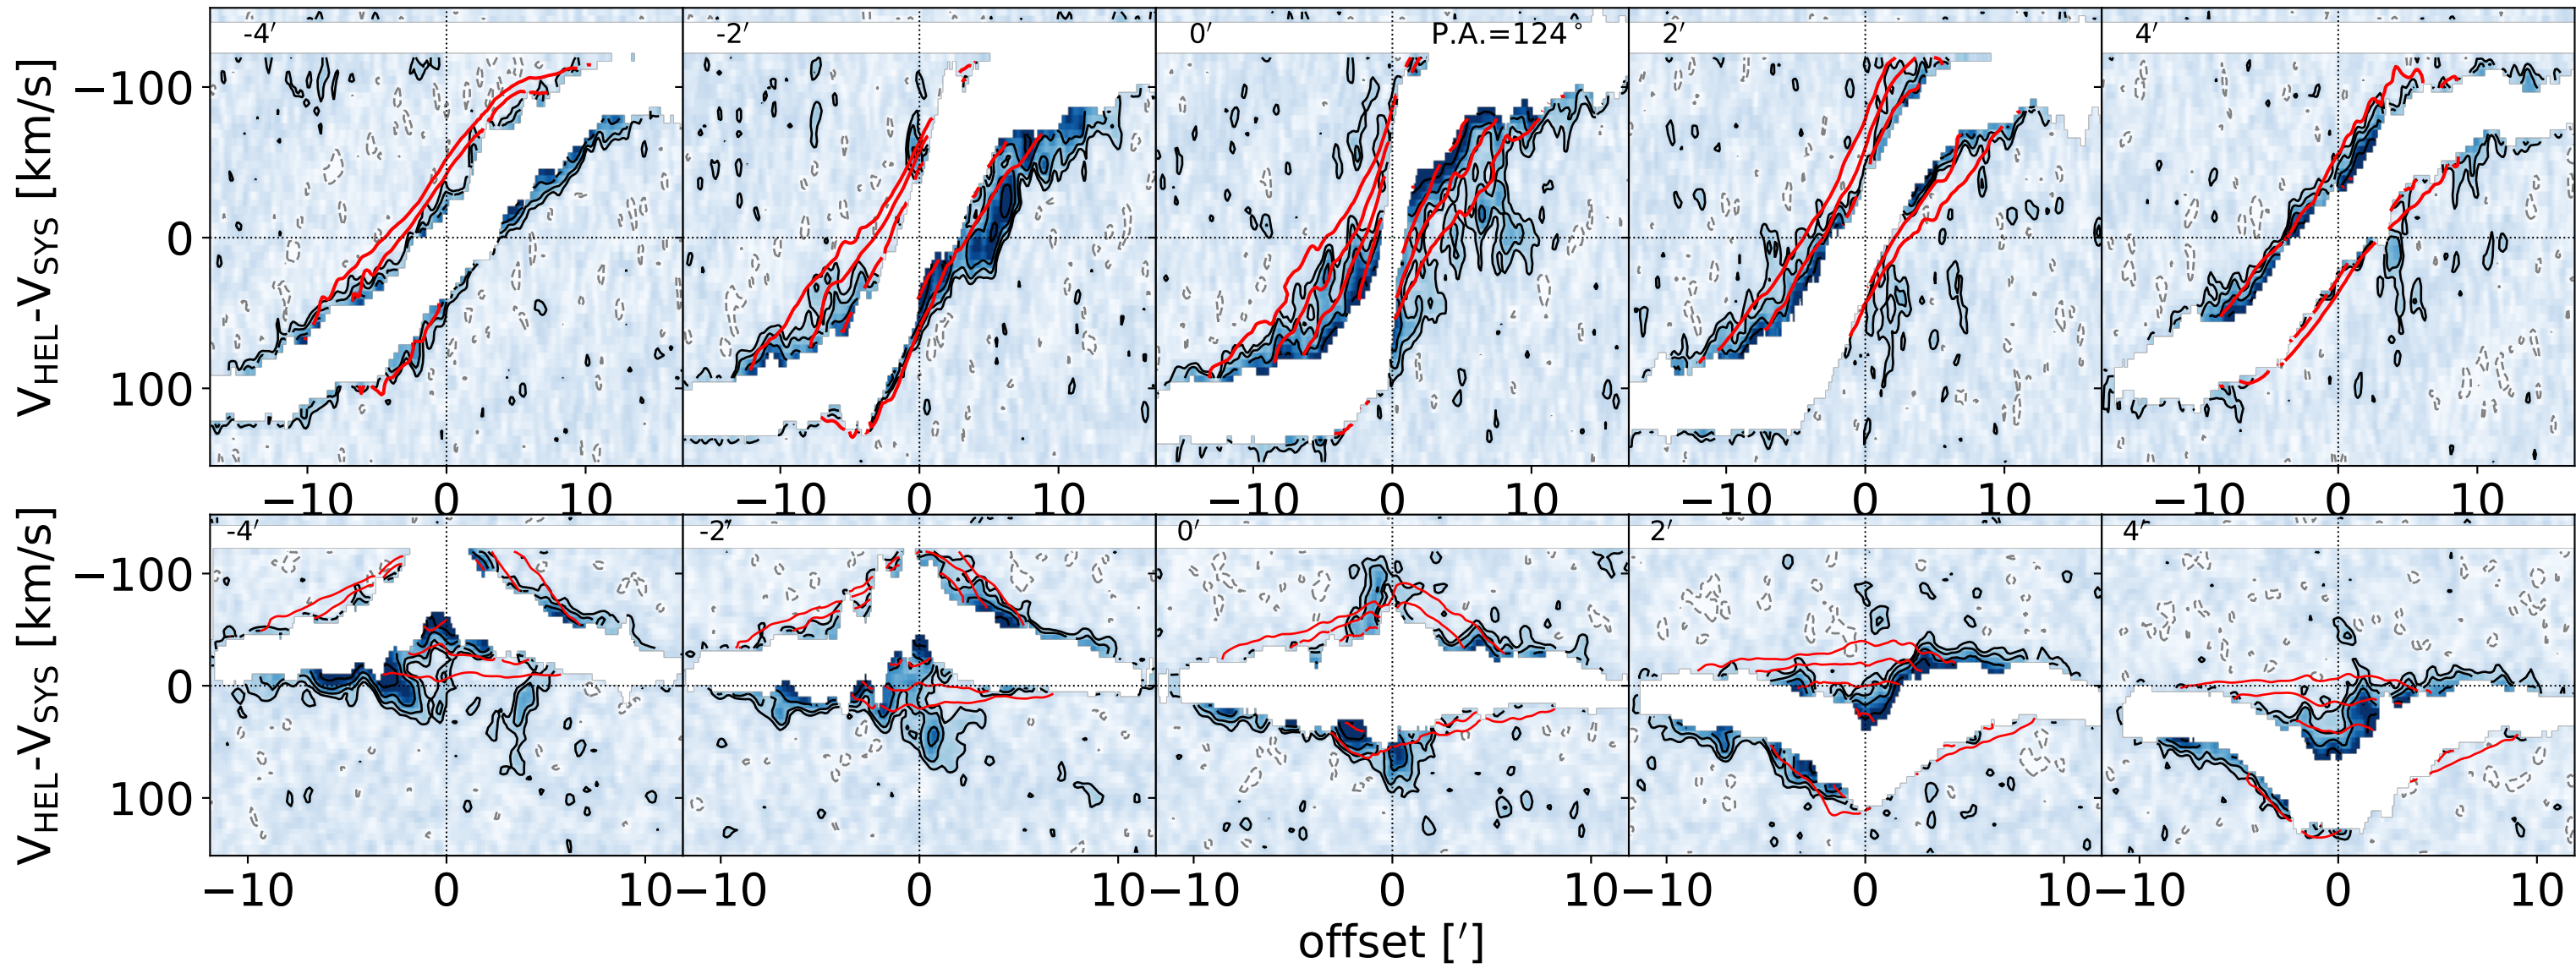 -4′ -2′ 0′ P.A.=124° 2′ 4′
V_HEL-V_SYS [km/s]
−100
0
100
−10 0 10 −10 0 10 −10 0 10 −10 0 10 −10 0 10
-4′ -2′ 0′ 2′ 4′
V_HEL-V_SYS [km/s]
−100
0
100
−10 0 10 −10 0 10 −10 0 10 −10 0 10 −10 0 10
offset [′]